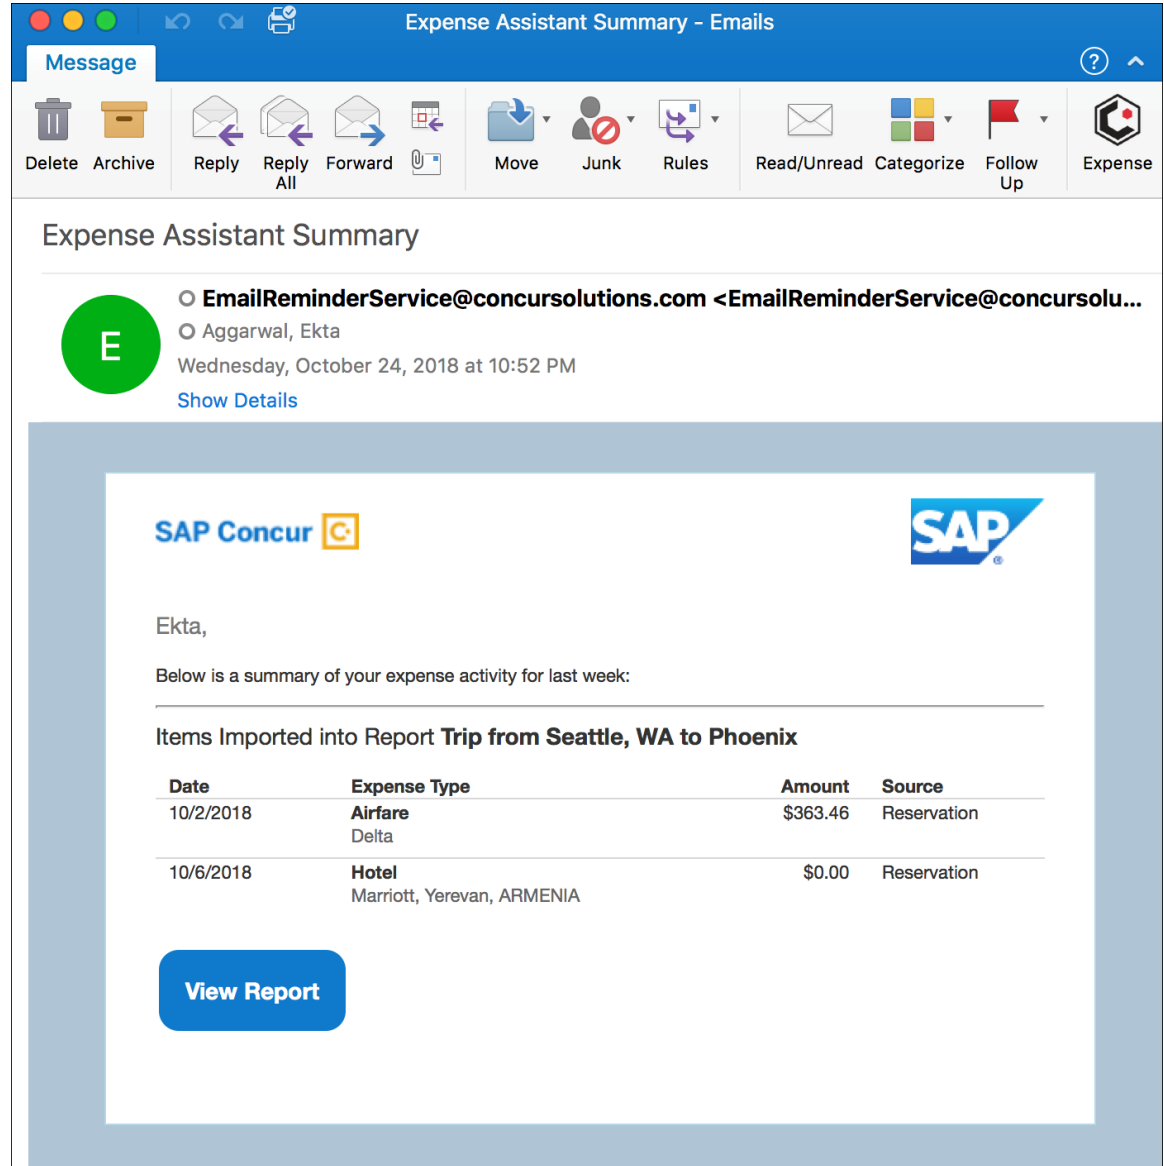 Expense Assistant Summary - Emails
Message
?
Delete
Archive
Reply
Reply All
Forward
Move
Junk
Rules
Read/Unread
Categorize
Follow Up
Expense
Expense Assistant Summary
E
EmailReminderService@concursolutions.com <EmailReminderService@concursolu...
Aggarwal, Ekta
Wednesday, October 24, 2018 at 10:52 PM
Show Details
SAP Concur C
SAP ®
Ekta,
Below is a summary of your expense activity for last week:
Items Imported into Report Trip from Seattle, WA to Phoenix
Date Expense Type Amount Source
10/2/2018 Airfare $363.46 Reservation
Delta
10/6/2018 Hotel $0.00 Reservation
Marriott, Yerevan, ARMENIA
View Report